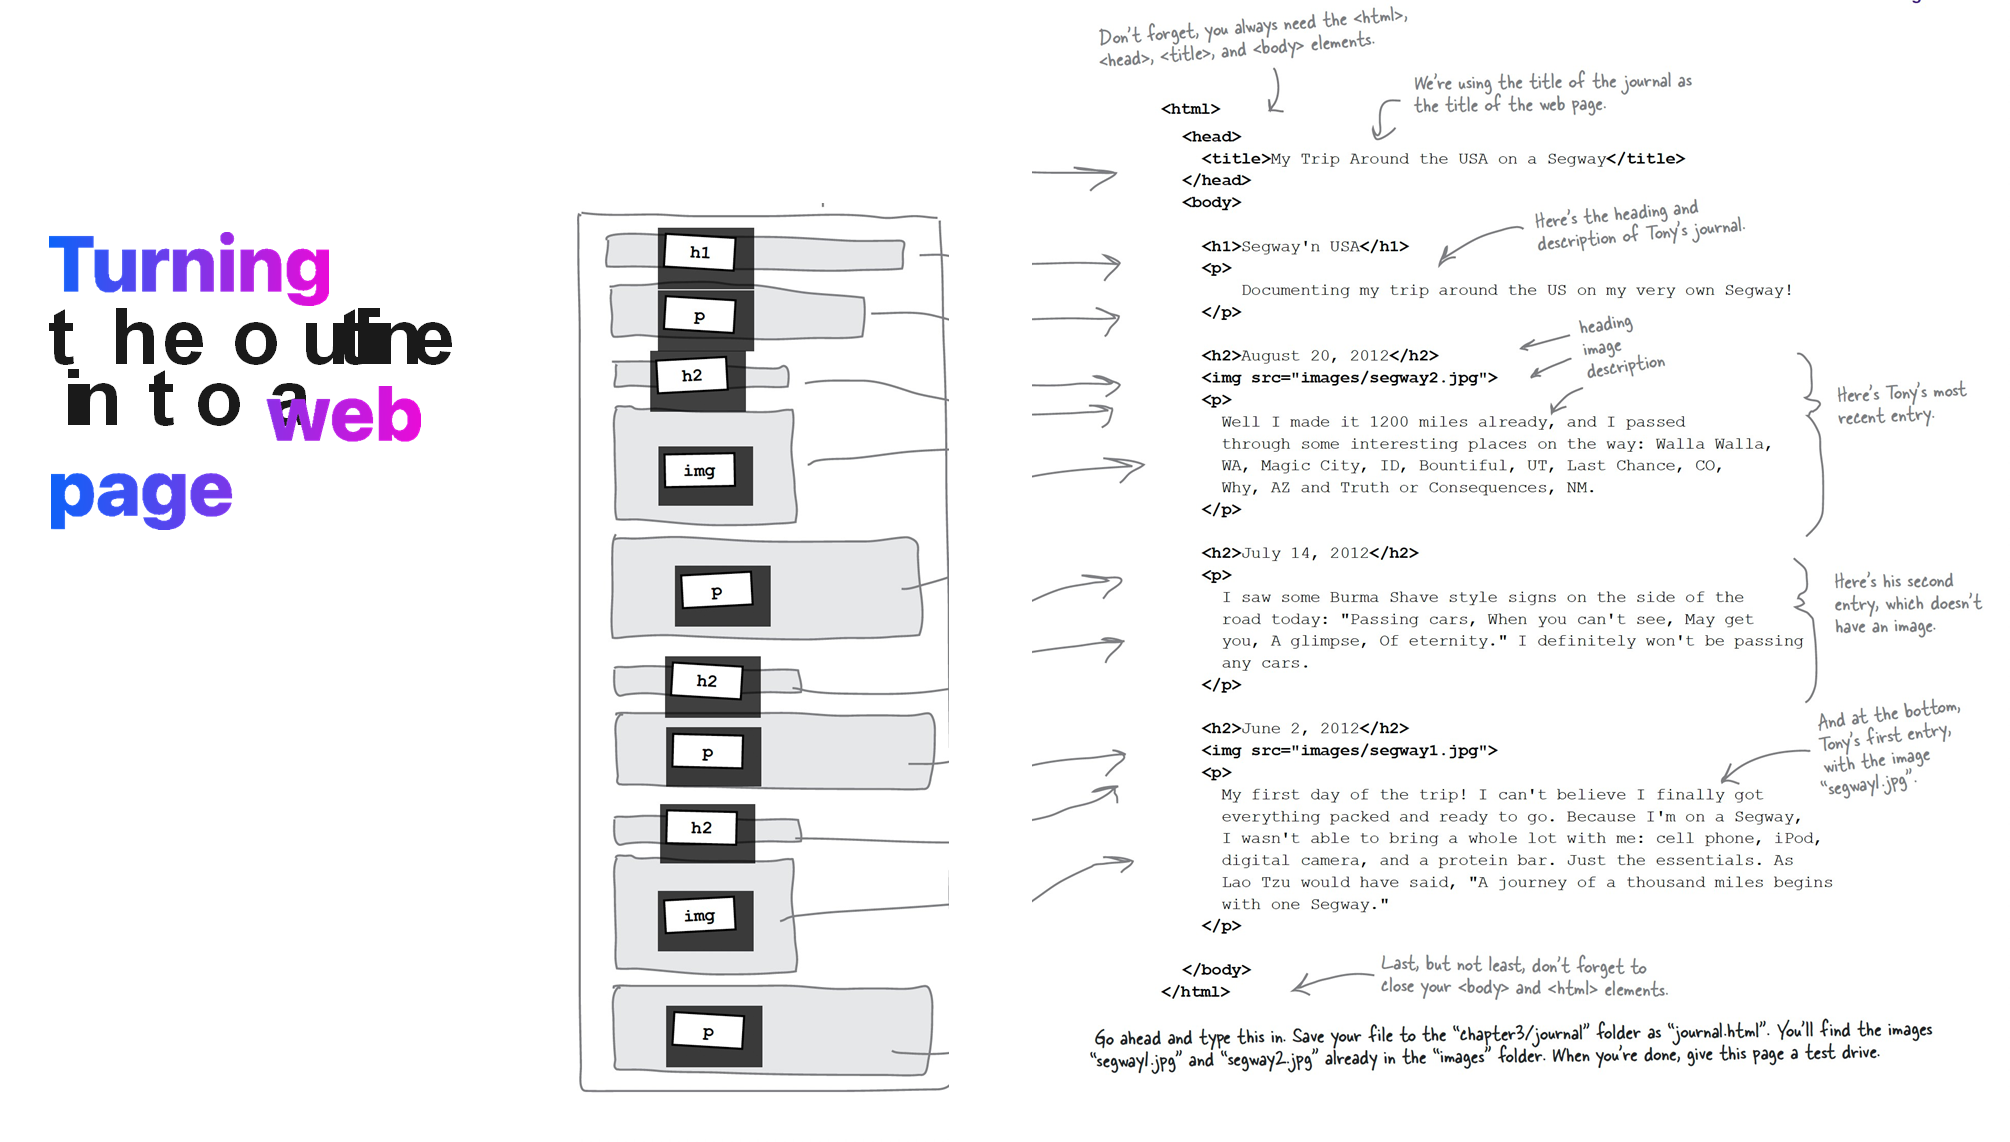 Turning
the outline
into a web
page
h1
p
h2
img
p
h2
p
h2
img
p
Don't forget, you always need the <html>,
<head>, <title>, and <body> elements.
We're using the title of the journal as
the title of the web page.
<html>
<head>
<title>My Trip Around the USA on a Segway</title>
</head>
<body>
Here's the heading and
description of Tony's journal.
<h1>Segway'n USA</h1>
<p>
Documenting my trip around the US on my very own Segway!
</p>
heading
image
description
<h2>August 20, 2012</h2>
<img src="images/segway2.jpg">
<p>
Well I made it 1200 miles already, and I passed
through some interesting places on the way: Walla Walla,
WA, Magic City, ID, Bountiful, UT, Last Chance, CO,
Why, AZ and Truth or Consequences, NM.
</p>
Here's Tony's most
recent entry.
<h2>July 14, 2012</h2>
<p>
I saw some Burma Shave style signs on the side of the
road today: "Passing cars, When you can't see, May get
you, A glimpse, Of eternity." I definitely won't be passing
any cars.
</p>
Here's his second
entry, which doesn't
have an image.
<h2>June 2, 2012</h2>
<img src="images/segway1.jpg">
<p>
My first day of the trip! I can't believe I finally got
everything packed and ready to go. Because I'm on a Segway,
I wasn't able to bring a whole lot with me: cell phone, iPod,
digital camera, and a protein bar. Just the essentials. As
Lao Tzu would have said, "A journey of a thousand miles begins
with one Segway."
</p>
And at the bottom,
Tony's first entry,
with the image
"segway1.jpg".
</body>
</html>
Last, but not least, don't forget to
close your <body> and <html> elements.
Go ahead and type this in. Save your file to the "chapter3/journal" folder as "journal.html". You'll find the images
"segway1.jpg" and "segway2.jpg" already in the "images" folder. When you're done, give this page a test drive.